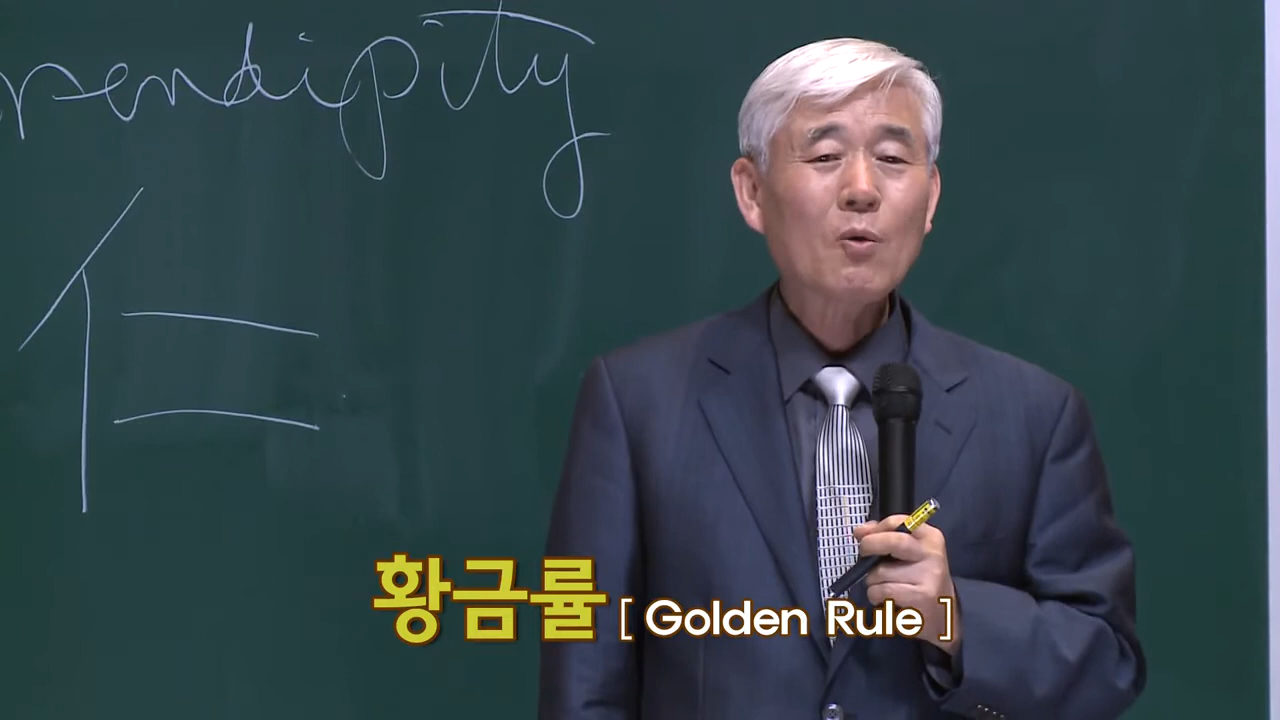 rendipity
仁
황금률 [ Golden Rule ]